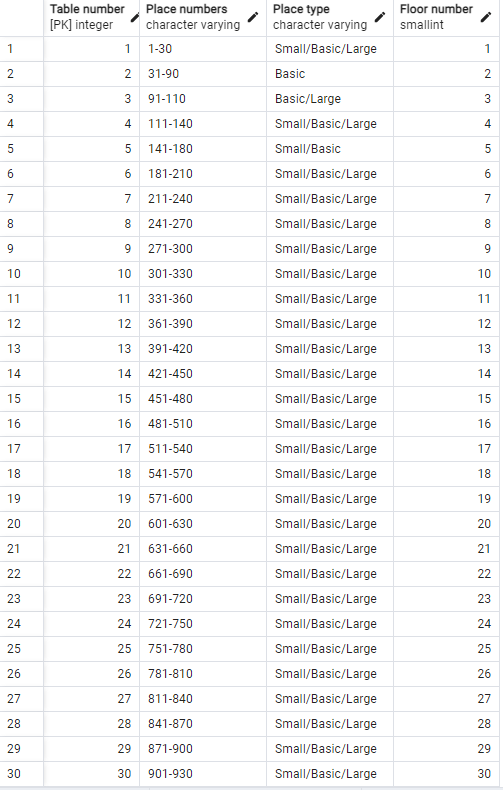 Table number Place numbers Place type Floor number
[PK] integer character varying character varying smallint
1 1 1-30 Small/Basic/Large 1
2 2 31-90 Basic 2
3 3 91-110 Basic/Large 3
4 4 111-140 Small/Basic/Large 4
5 5 141-180 Small/Basic 5
6 6 181-210 Small/Basic/Large 6
7 7 211-240 Small/Basic/Large 7
8 8 241-270 Small/Basic/Large 8
9 9 271-300 Small/Basic/Large 9
10 10 301-330 Small/Basic/Large 10
11 11 331-360 Small/Basic/Large 11
12 12 361-390 Small/Basic/Large 12
13 13 391-420 Small/Basic/Large 13
14 14 421-450 Small/Basic/Large 14
15 15 451-480 Small/Basic/Large 15
16 16 481-510 Small/Basic/Large 16
17 17 511-540 Small/Basic/Large 17
18 18 541-570 Small/Basic/Large 18
19 19 571-600 Small/Basic/Large 19
20 20 601-630 Small/Basic/Large 20
21 21 631-660 Small/Basic/Large 21
22 22 661-690 Small/Basic/Large 22
23 23 691-720 Small/Basic/Large 23
24 24 721-750 Small/Basic/Large 24
25 25 751-780 Small/Basic/Large 25
26 26 781-810 Small/Basic/Large 26
27 27 811-840 Small/Basic/Large 27
28 28 841-870 Small/Basic/Large 28
29 29 871-900 Small/Basic/Large 29
30 30 901-930 Small/Basic/Large 30